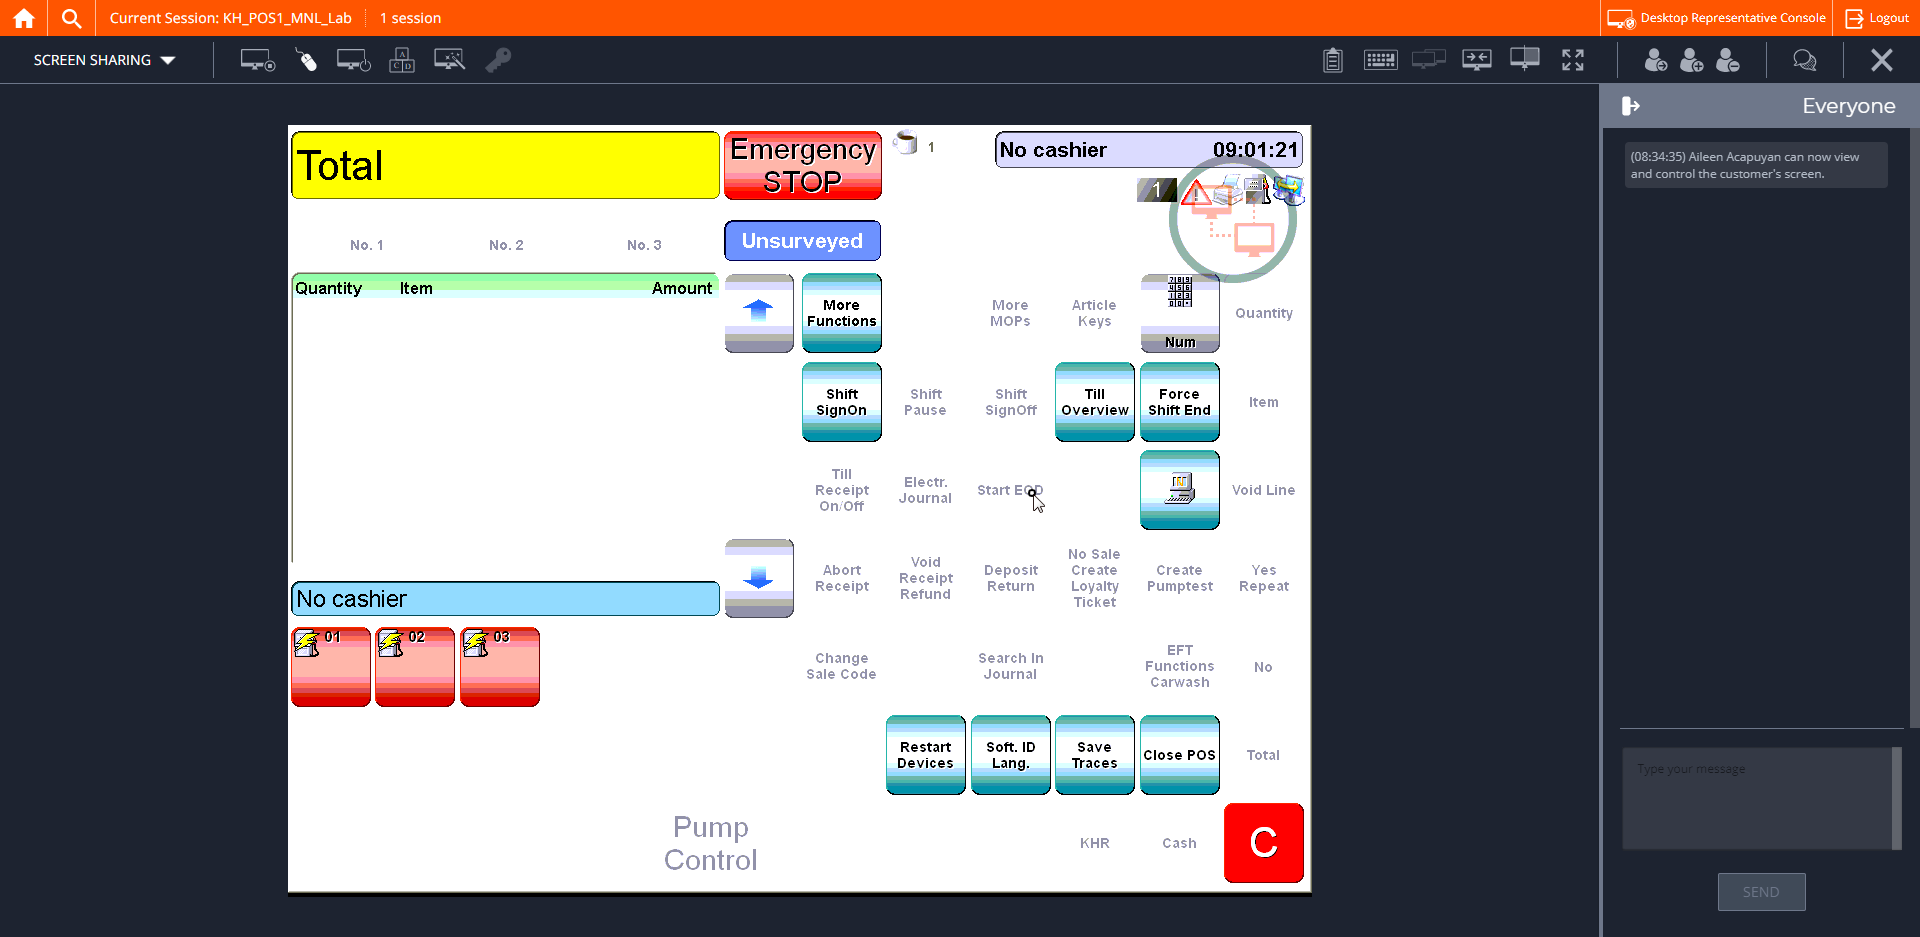 Current Session: KH_POS1_MNL_Lab
1 session
Desktop Representative Console
Logout
SCREEN SHARING
Everyone
(08:34:35) Aileen Acapuyan can now view
and control the customer's screen.
Type your message
SEND
Total
Emergency
STOP
1
No cashier 09:01:21
1
No. 1 No. 2 No. 3
Unsurveyed
Quantity Item Amount
More
Functions
More
MOPs
Article
Keys
Num
Quantity
Shift
SignOn
Shift
Pause
Shift
SignOff
Till
Overview
Force
Shift End
Item
Till
Receipt
On/Off
Electr.
Journal
Start EOD
Void Line
Abort
Receipt
Void
Receipt
Refund
Deposit
Return
No Sale
Create
Loyalty
Ticket
Create
Pumptest
Yes
Repeat
No cashier
01 02 03
Change
Sale Code
Search In
Journal
EFT
Functions
Carwash
No
Restart
Devices
Soft. ID
Lang.
Save
Traces
Close POS
Total
Pump
Control
KHR
Cash
C